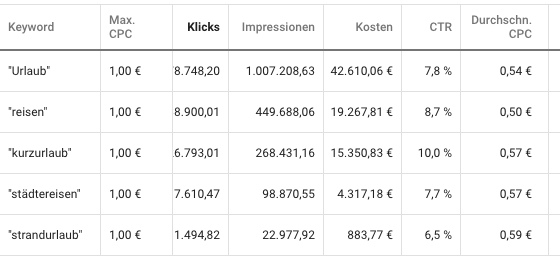 Keyword Max. CPC Klicks Impressionen Kosten CTR Durchschn. CPC
"Urlaub" 1,00 € 8.748,20 1.007.208,63 42.610,06 € 7,8 % 0,54 €
"reisen" 1,00 € 8.900,01 449.688,06 19.267,81 € 8,7 % 0,50 €
"kurzurlaub" 1,00 € 6.793,01 268.431,16 15.350,83 € 10,0 % 0,57 €
"städtereisen" 1,00 € 7.610,47 98.870,55 4.317,18 € 7,7 % 0,57 €
"strandurlaub" 1,00 € 1.494,82 22.977,92 883,77 € 6,5 % 0,59 €